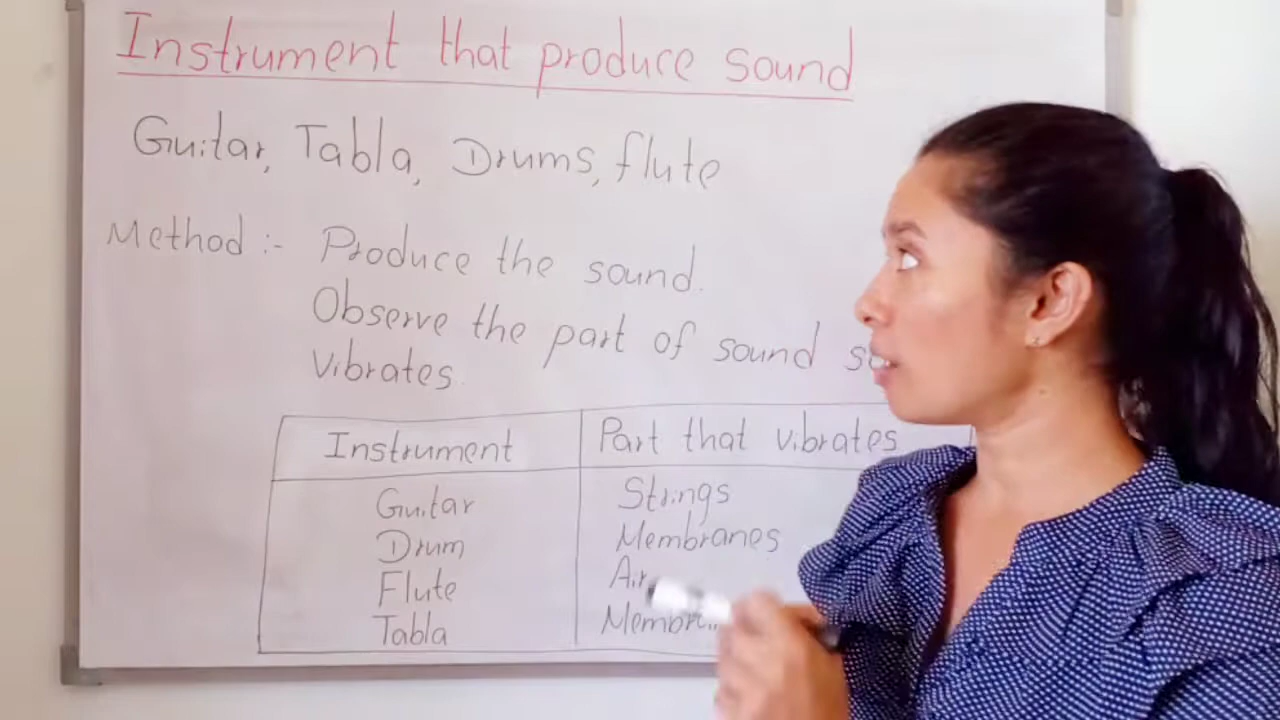 Instrument that produce sound
Guitar, Tabla, Drums, flute
Method :- Produce the sound.
Observe the part of sound
Vibrates.
Instrument Part that vibrates
Guitar Strings
Drum Membranes
Flute Air
Tabla